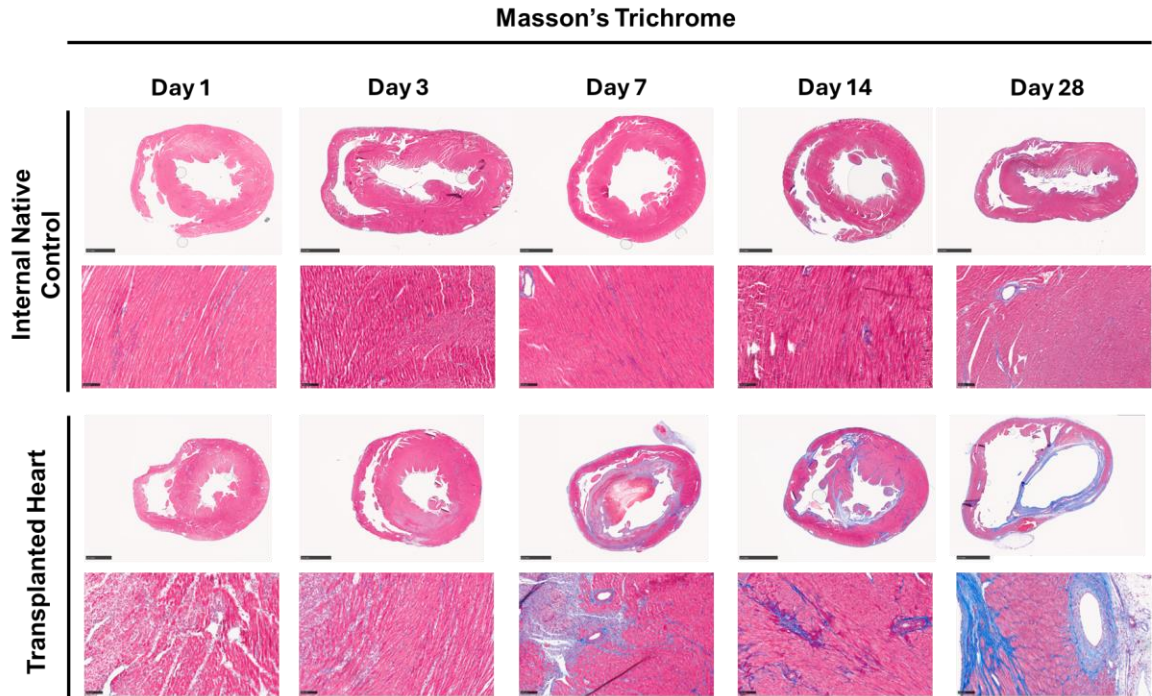 Masson's Trichrome
Day 1 Day 3 Day 7 Day 14 Day 28
Internal Native
Control
Transplanted Heart